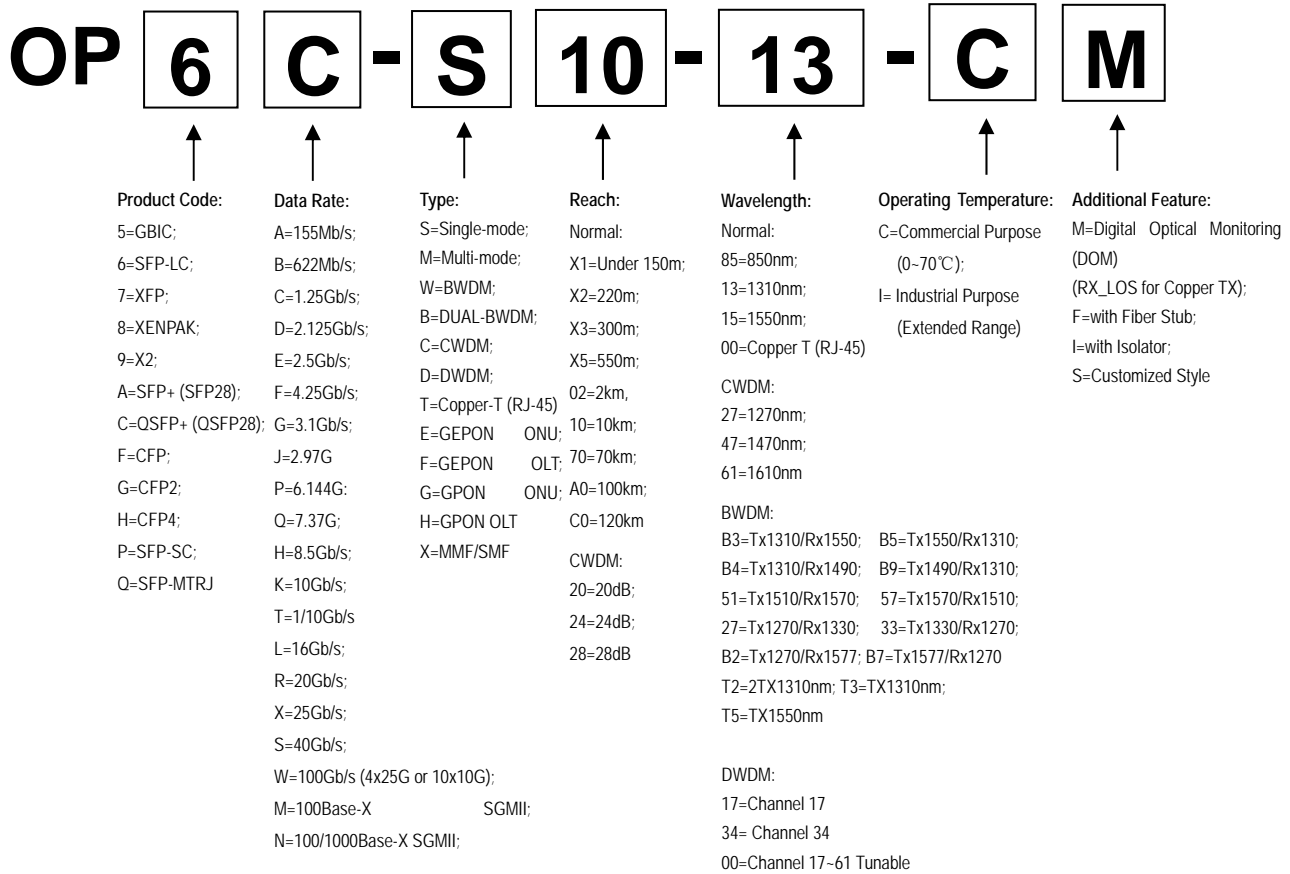 OP 6 C - S 10 - 13 - C M
Product Code:
5=GBIC;
6=SFP-LC;
7=XFP;
8=XENPAK;
9=X2;
A=SFP+ (SFP28);
C=QSFP+ (QSFP28);
F=CFP;
G=CFP2;
H=CFP4;
P=SFP-SC;
Q=SFP-MTRJ
Data Rate:
A=155Mb/s;
B=622Mb/s;
C=1.25Gb/s;
D=2.125Gb/s;
E=2.5Gb/s;
F=4.25Gb/s;
G=3.1Gb/s;
J=2.97G
P=6.144G:
Q=7.37G;
H=8.5Gb/s;
K=10Gb/s;
T=1/10Gb/s
L=16Gb/s;
R=20Gb/s;
X=25Gb/s;
S=40Gb/s;
W=100Gb/s (4x25G or 10x10G);
M=100Base-X SGMII;
N=100/1000Base-X SGMII;
Type:
S=Single-mode;
M=Multi-mode;
W=BWDM;
B=DUAL-BWDM;
C=CWDM;
D=DWDM;
T=Copper-T (RJ-45)
E=GEPON ONU;
F=GEPON OLT;
G=GPON ONU;
H=GPON OLT
X=MMF/SMF
Reach:
Normal:
X1=Under 150m;
X2=220m;
X3=300m;
X5=550m;
02=2km,
10=10km;
70=70km;
A0=100km;
C0=120km
CWDM:
20=20dB;
24=24dB;
28=28dB
Wavelength:
Normal:
85=850nm;
13=1310nm;
15=1550nm;
00=Copper T (RJ-45)
CWDM:
27=1270nm;
47=1470nm;
61=1610nm
BWDM:
B3=Tx1310/Rx1550; B5=Tx1550/Rx1310;
B4=Tx1310/Rx1490; B9=Tx1490/Rx1310;
51=Tx1510/Rx1570; 57=Tx1570/Rx1510;
27=Tx1270/Rx1330; 33=Tx1330/Rx1270;
B2=Tx1270/Rx1577; B7=Tx1577/Rx1270
T2=2TX1310nm; T3=TX1310nm;
T5=TX1550nm
DWDM:
17=Channel 17
34= Channel 34
00=Channel 17~61 Tunable
Operating Temperature:
C=Commercial Purpose
(0~70℃);
I= Industrial Purpose
(Extended Range)
Additional Feature:
M=Digital Optical Monitoring
(DOM)
(RX_LOS for Copper TX);
F=with Fiber Stub;
I=with Isolator;
S=Customized Style